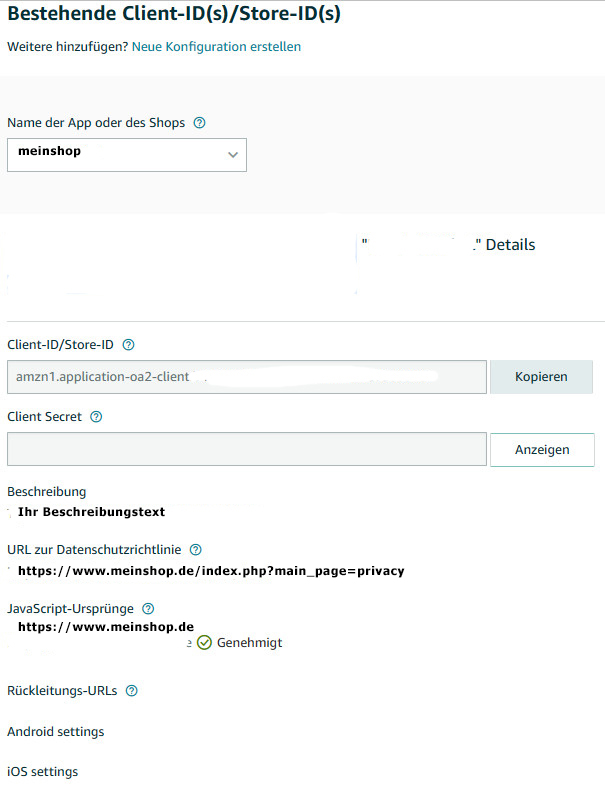 Bestehende Client-ID(s)/Store-ID(s)
Weitere hinzufügen? Neue Konfiguration erstellen
Name der App oder des Shops
meinshop
" ." Details
Client-ID/Store-ID
amzn1.application-oa2-client
Kopieren
Client Secret
Anzeigen
Beschreibung
Ihr Beschreibungstext
URL zur Datenschutzrichtlinie
https://www.meinshop.de/index.php?main_page=privacy
JavaScript-Ursprünge
https://www.meinshop.de
Genehmigt
Rückleitungs-URLs
Android settings
iOS settings